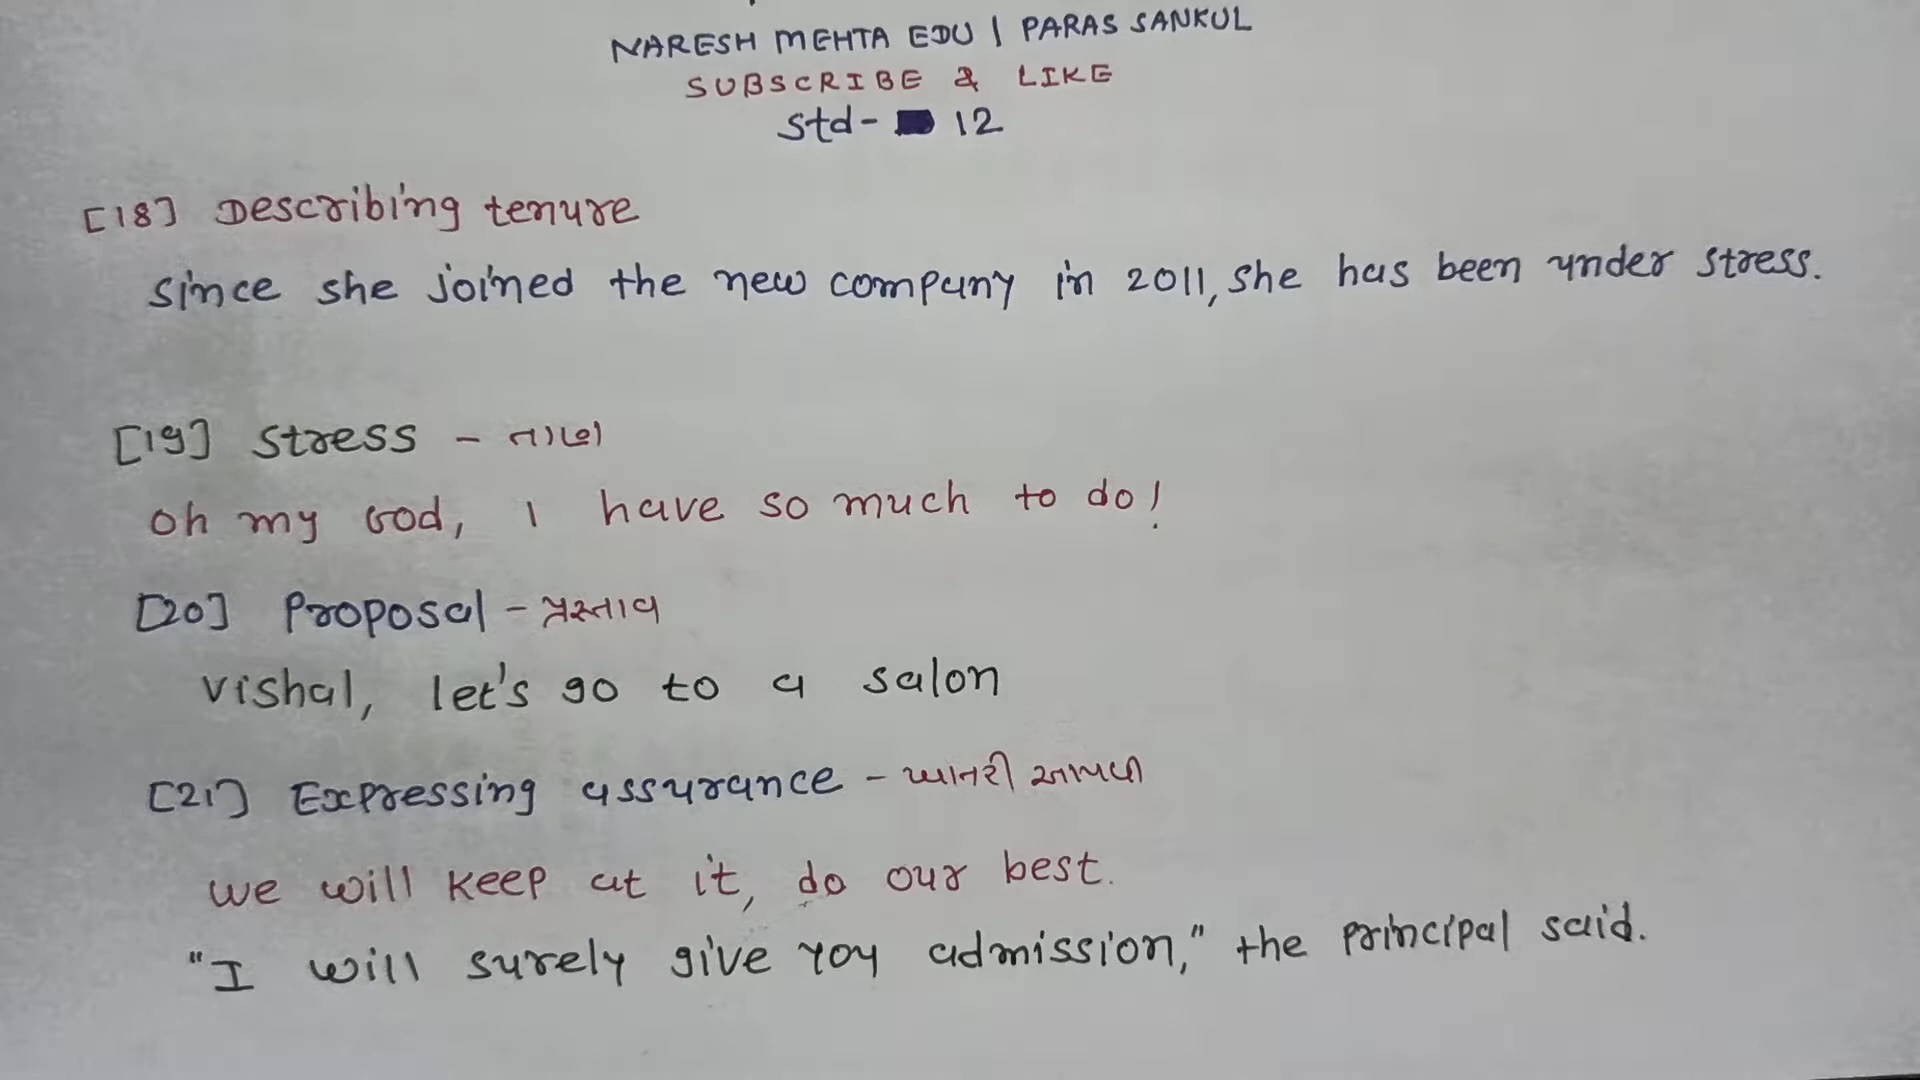 NARESH MEHTA EDU | PARAS SANKUL
SUBSCRIBE & LIKE
Std- 12
[18] Describing tenure
Since she joined the new company in 2011, she has been under stress.
[19] Stress - તાણ
Oh my God, I have so much to do!
[20] Proposal - પ્રસ્તાવ
Vishal, let's go to a salon
[21] Expressing assurance - ખાતરી આપવી
We will keep at it, do our best.
"I will surely give you admission," the principal said.